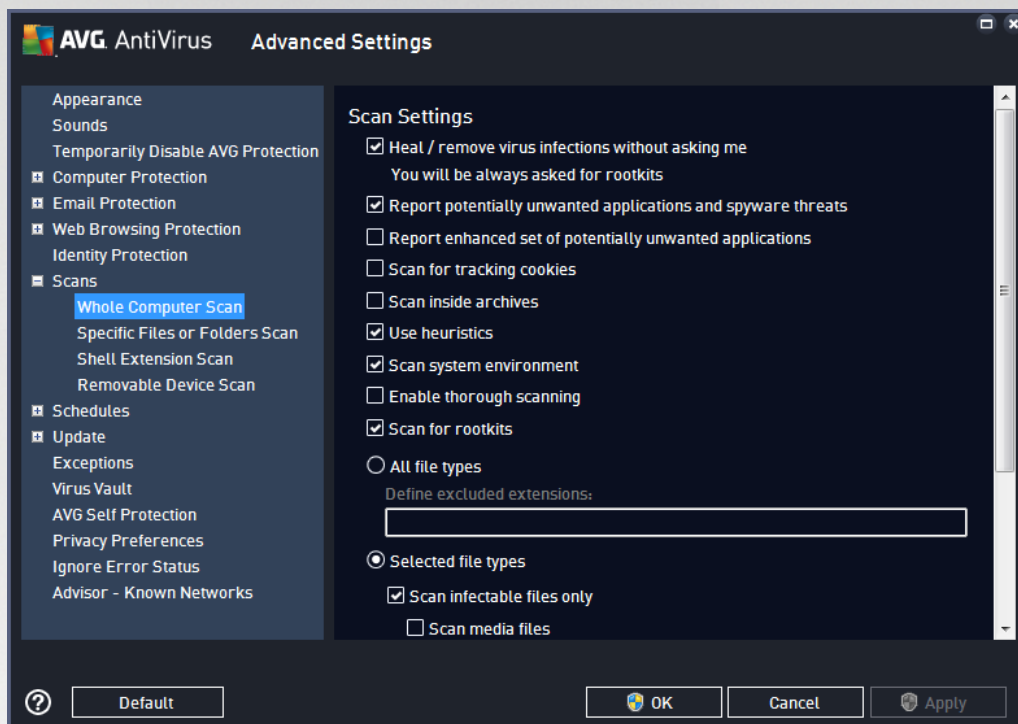 AVG AntiVirus Advanced Settings
Appearance
Sounds
Temporarily Disable AVG Protection
Computer Protection
Email Protection
Web Browsing Protection
Identity Protection
Scans
Whole Computer Scan
Specific Files or Folders Scan
Shell Extension Scan
Removable Device Scan
Schedules
Update
Exceptions
Virus Vault
AVG Self Protection
Privacy Preferences
Ignore Error Status
Advisor - Known Networks
Scan Settings
Heal / remove virus infections without asking me
You will be always asked for rootkits
Report potentially unwanted applications and spyware threats
Report enhanced set of potentially unwanted applications
Scan for tracking cookies
Scan inside archives
Use heuristics
Scan system environment
Enable thorough scanning
Scan for rootkits
All file types
Define excluded extensions:
Selected file types
Scan infectable files only
Scan media files
? Default OK Cancel Apply